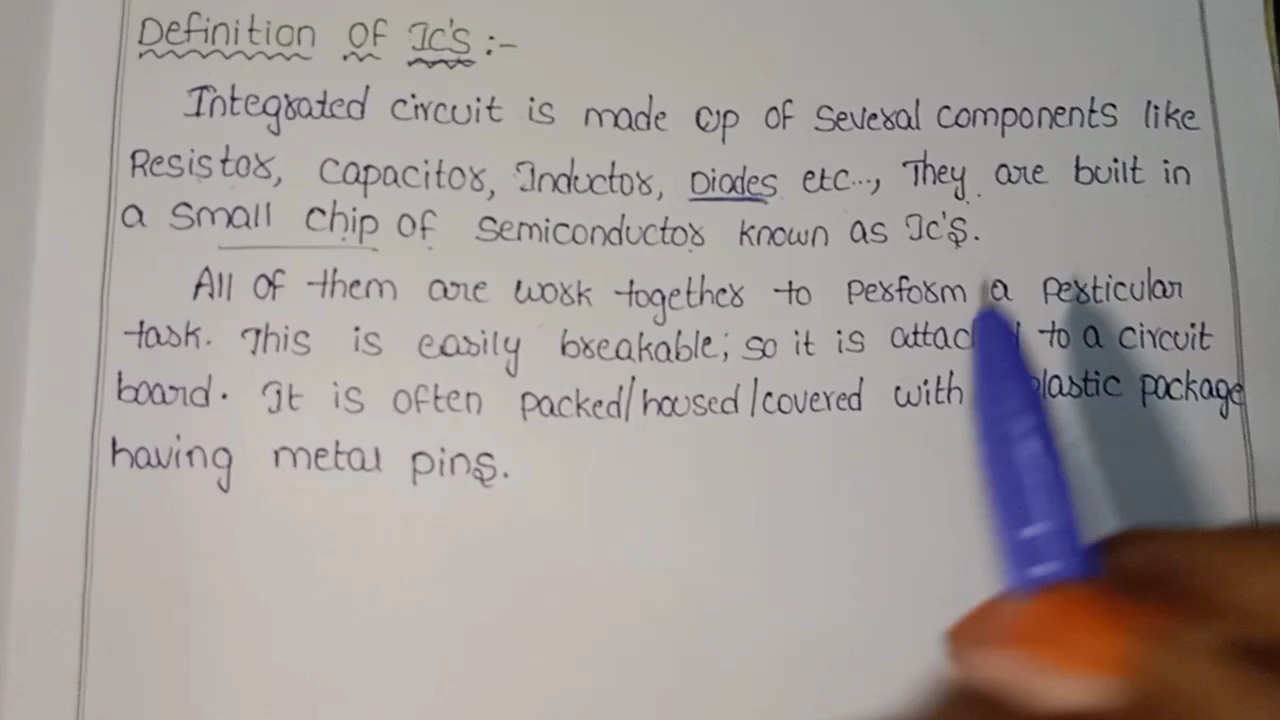 Definition of Ic's :-
Integrated circuit is made up of several components like
Resistor, capacitor, Inductor, Diodes etc..., They are built in
a small chip of semiconductor known as Ic's.
All of them are work together to perform a perticular
task. This is easily breakable; so it is to a circuit
board. It is often packed/housed/covered with package
having metal pins.